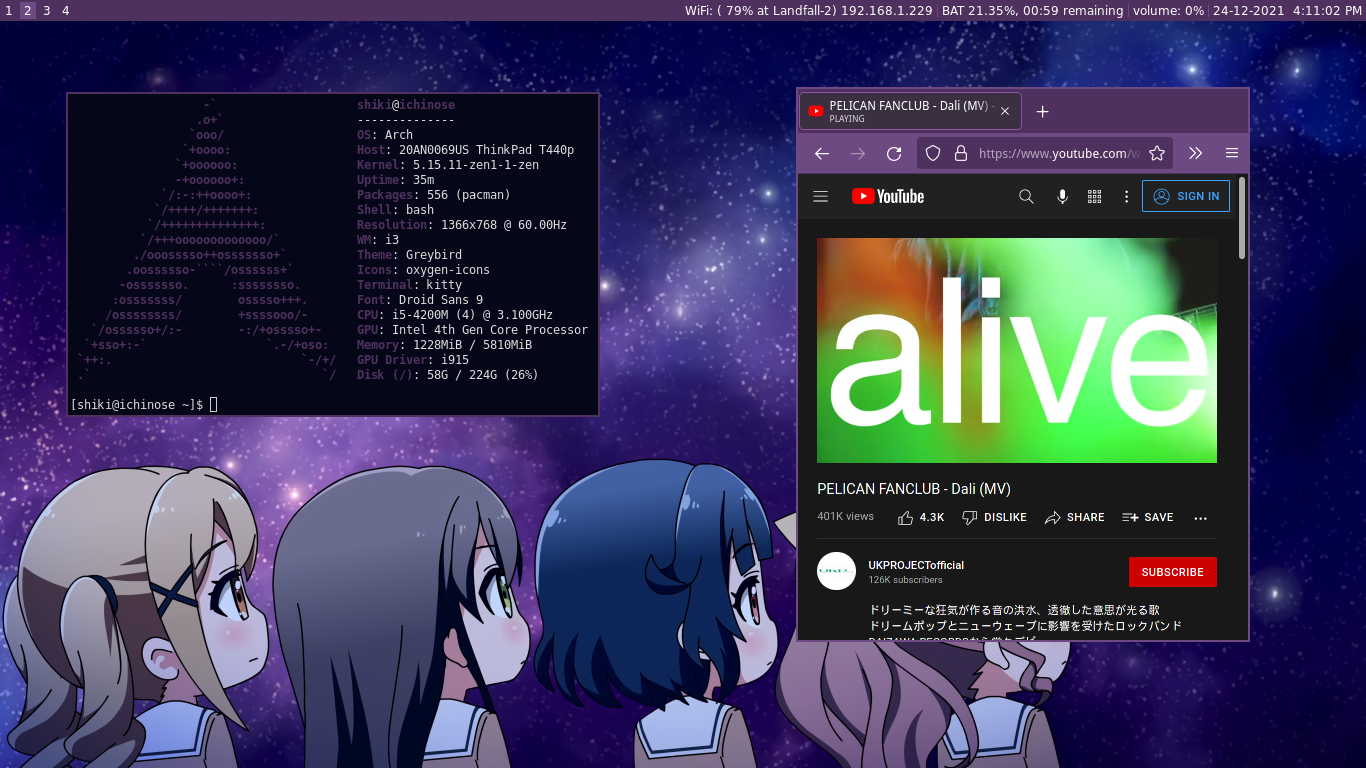 1 2 3 4
WiFi: ( 79% at Landfall-2) 192.168.1.229 BAT 21.35%, 00:59 remaining volume: 0% 24-12-2021 4:11:02 PM
shiki@ichinose
--------------
OS: Arch
Host: 20AN0069US ThinkPad T440p
Kernel: 5.15.11-zen1-1-zen
Uptime: 35m
Packages: 556 (pacman)
Shell: bash
Resolution: 1366x768 @ 60.00Hz
WM: i3
Theme: Greybird
Icons: oxygen-icons
Terminal: kitty
Font: Droid Sans 9
CPU: i5-4200M (4) @ 3.100GHz
GPU: Intel 4th Gen Core Processor
Memory: 1228MiB / 5810MiB
GPU Driver: i915
Disk (/): 58G / 224G (26%)
[shiki@ichinose ~]$
PELICAN FANCLUB - Dali (MV) -
PLAYING
https://www.youtube.com/w
YouTube
SIGN IN
alive
PELICAN FANCLUB - Dali (MV)
401K views 4.3K DISLIKE SHARE SAVE
UKP
UKPROJECTofficial
126K subscribers
SUBSCRIBE
ドリーミーな狂気が作る音の洪水、透徹した意思が光る歌
ドリームポップとニューウェーブに影響を受けたロックバンド